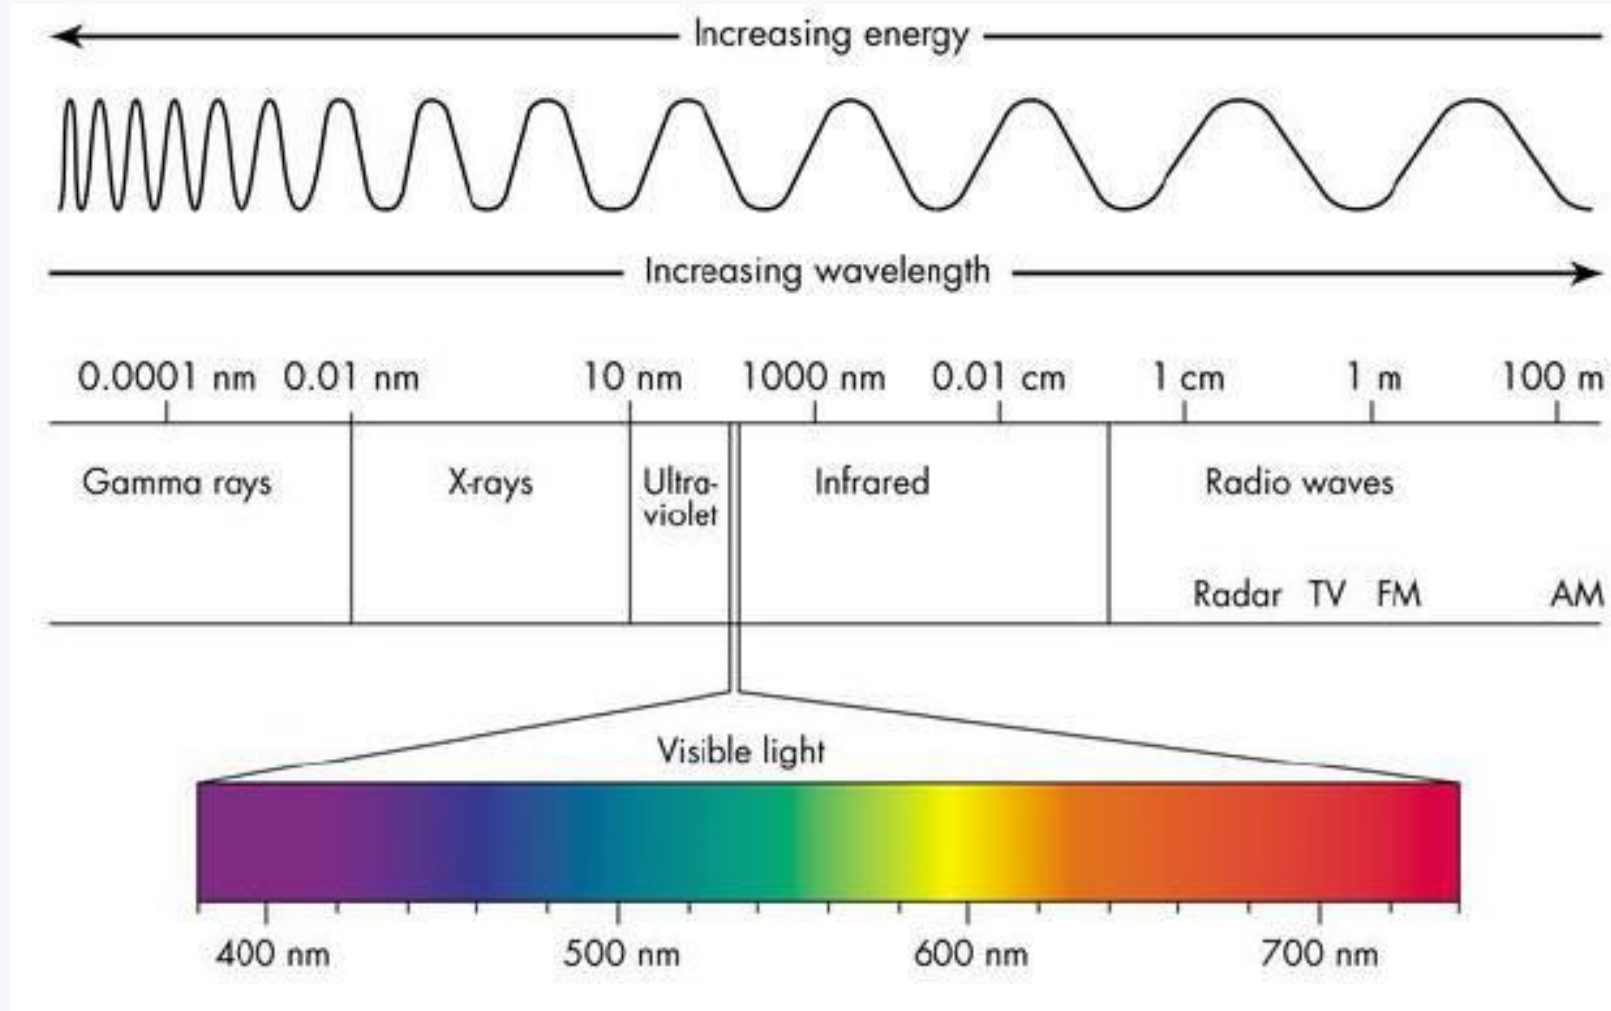 Increasing energy
Increasing wavelength
0.0001 nm 0.01 nm 10 nm 1000 nm 0.01 cm 1 cm 1 m 100 m
Gamma rays X-rays Ultra-
violet Infrared Radio waves
Radar TV FM AM
Visible light
400 nm 500 nm 600 nm 700 nm